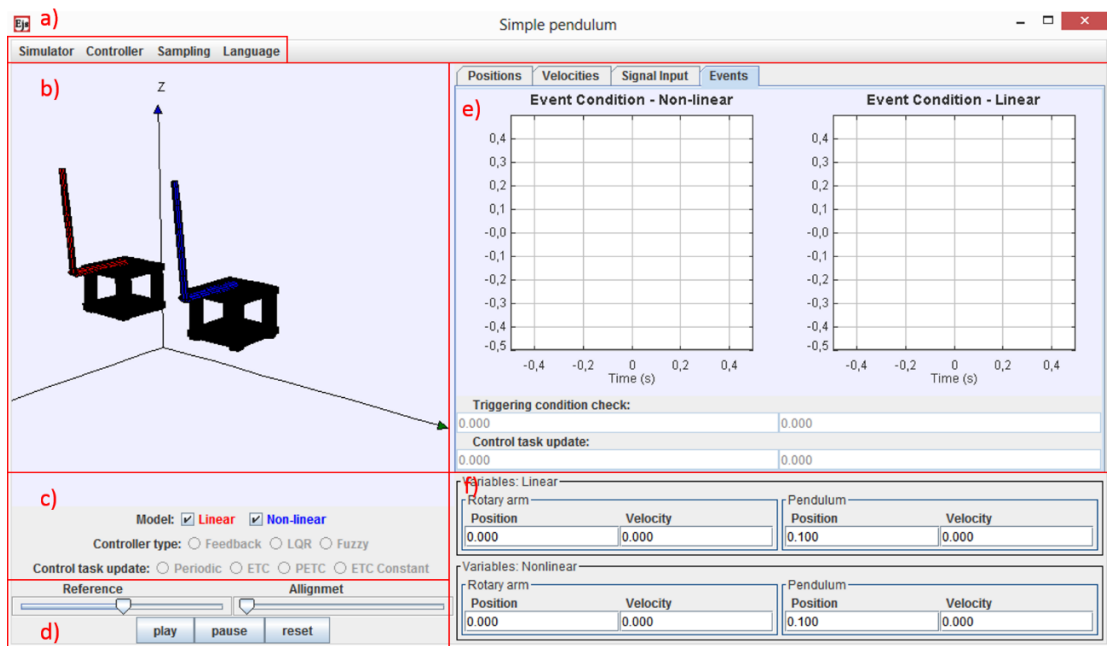 a)
Ejs
Simple pendulum
Simulator Controller Sampling Language
b)
Z
Positions Velocities Signal Input Events
e)
Event Condition - Non-linear
0,4
0,3
0,2
0,1
-0,0
-0,1
-0,2
-0,3
-0,4
-0,5
-0,4 -0,2 0 0,2 0,4
Time (s)
Event Condition - Linear
0,4
0,3
0,2
0,1
-0,0
-0,1
-0,2
-0,3
-0,4
-0,5
-0,4 -0,2 0 0,2 0,4
Time (s)
Triggering condition check:
0.000 0.000
Control task update:
0.000 0.000
c)
Model: Linear Non-linear
Controller type: Feedback LQR Fuzzy
Control task update: Periodic ETC PETC ETC Constant
Reference Allignmet
d)
play pause reset
f)
Variables: Linear
Rotary arm
Position Velocity
0.000 0.000
Pendulum
Position Velocity
0.100 0.000
Variables: Nonlinear
Rotary arm
Position Velocity
0.000 0.000
Pendulum
Position Velocity
0.100 0.000